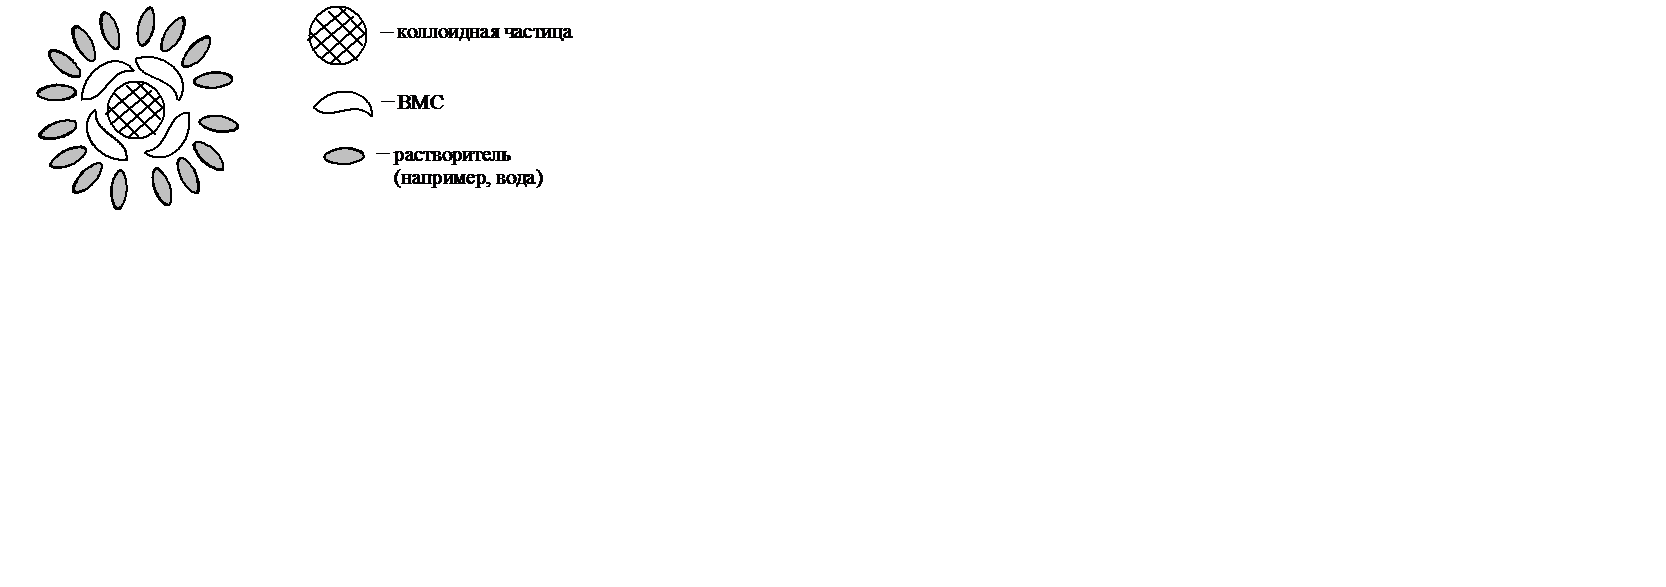 – коллоидная частица
– ВМС
– растворитель
(например, вода)